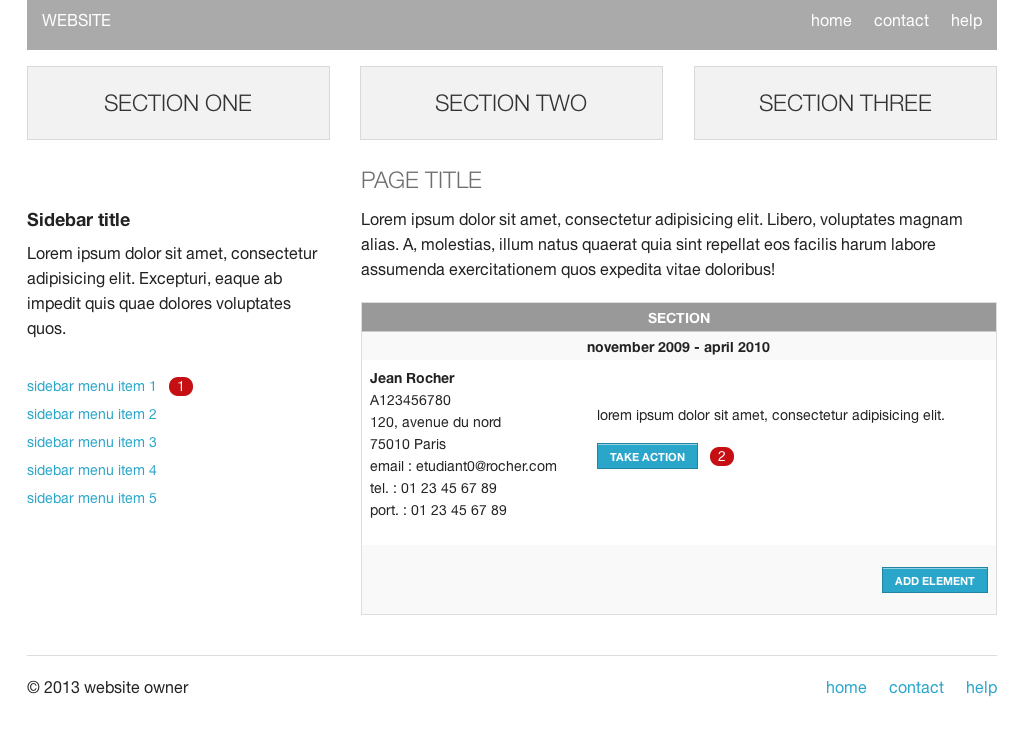 WEBSITE home contact help
SECTION ONE SECTION TWO SECTION THREE
PAGE TITLE
Sidebar title
Lorem ipsum dolor sit amet, consectetur
adipisicing elit. Excepturi, eaque ab
impedit quis quae dolores voluptates
quos.
sidebar menu item 1 1
sidebar menu item 2
sidebar menu item 3
sidebar menu item 4
sidebar menu item 5
Lorem ipsum dolor sit amet, consectetur adipisicing elit. Libero, voluptates magnam
alias. A, molestias, illum natus quaerat quia sint repellat eos facilis harum labore
assumenda exercitationem quos expedita vitae doloribus!
SECTION
november 2009 - april 2010
Jean Rocher
A123456780
120, avenue du nord
75010 Paris
email : etudiant0@rocher.com
tel. : 01 23 45 67 89
port. : 01 23 45 67 89
lorem ipsum dolor sit amet, consectetur adipisicing elit.
TAKE ACTION 2
ADD ELEMENT
© 2013 website owner home contact help